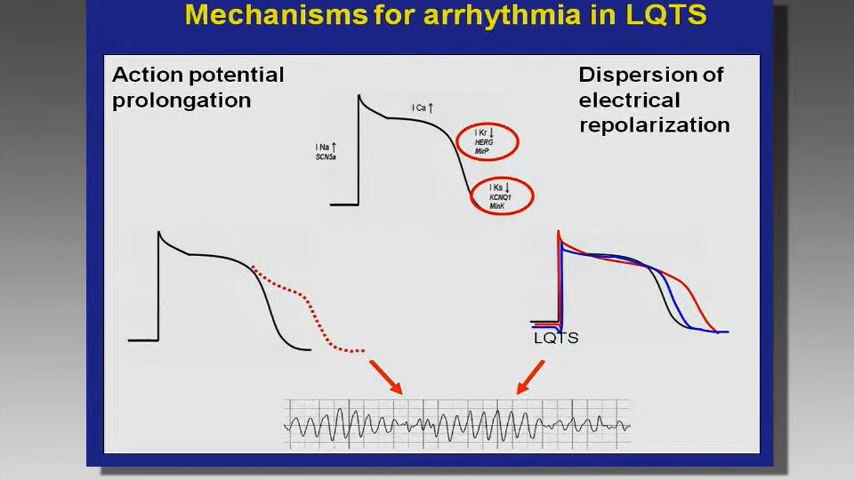 Mechanisms for arrhythmia in LQTS
Action potential
prolongation
Dispersion of
electrical
repolarization
I Ca ↑
I Na ↑
SCN5a
I Kr ↓
HERG
MirP
I Ks ↓
KCNQ1
MinK
LQTS